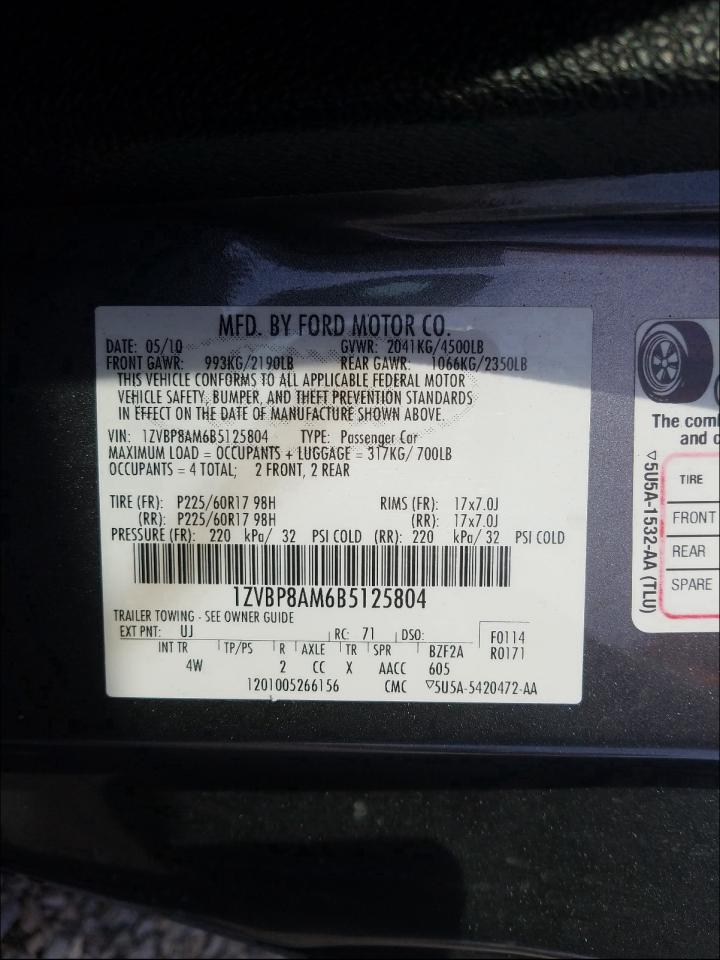 MFD. BY FORD MOTOR CO.
DATE: 05/10 GVWR: 2041KG/4500LB
FRONT GAWR: 993KG/2190LB REAR GAWR: 1066KG/2350LB
THIS VEHICLE CONFORMS TO ALL APPLICABLE FEDERAL MOTOR
VEHICLE SAFETY, BUMPER, AND THEFT PREVENTION STANDARDS
IN EFFECT ON THE DATE OF MANUFACTURE SHOWN ABOVE.
VIN: 1ZVBP8AM6B5125804 TYPE: Passenger Car
MAXIMUM LOAD = OCCUPANTS + LUGGAGE = 317KG/ 700LB
OCCUPANTS = 4 TOTAL; 2 FRONT, 2 REAR
TIRE (FR): P225/60R17 98H RIMS (FR): 17x7.0J
(RR): P225/60R17 98H (RR): 17x7.0J
PRESSURE (FR): 220 kPa/ 32 PSI COLD (RR): 220 kPa/ 32 PSI COLD
1ZVBP8AM6B5125804
TRAILER TOWING - SEE OWNER GUIDE
EXT PNT: UJ RC: 71 DSO: F0114
INT TR TP/PS R AXLE TR SPR BZF2A R0171
4W 2 CC X AACC 605
1201005266156 CMC ▽5U5A-5420472-AA
The com
and
TIRE
FRONT
REAR
SPARE
▽5U5A-1532-AA (TLU)